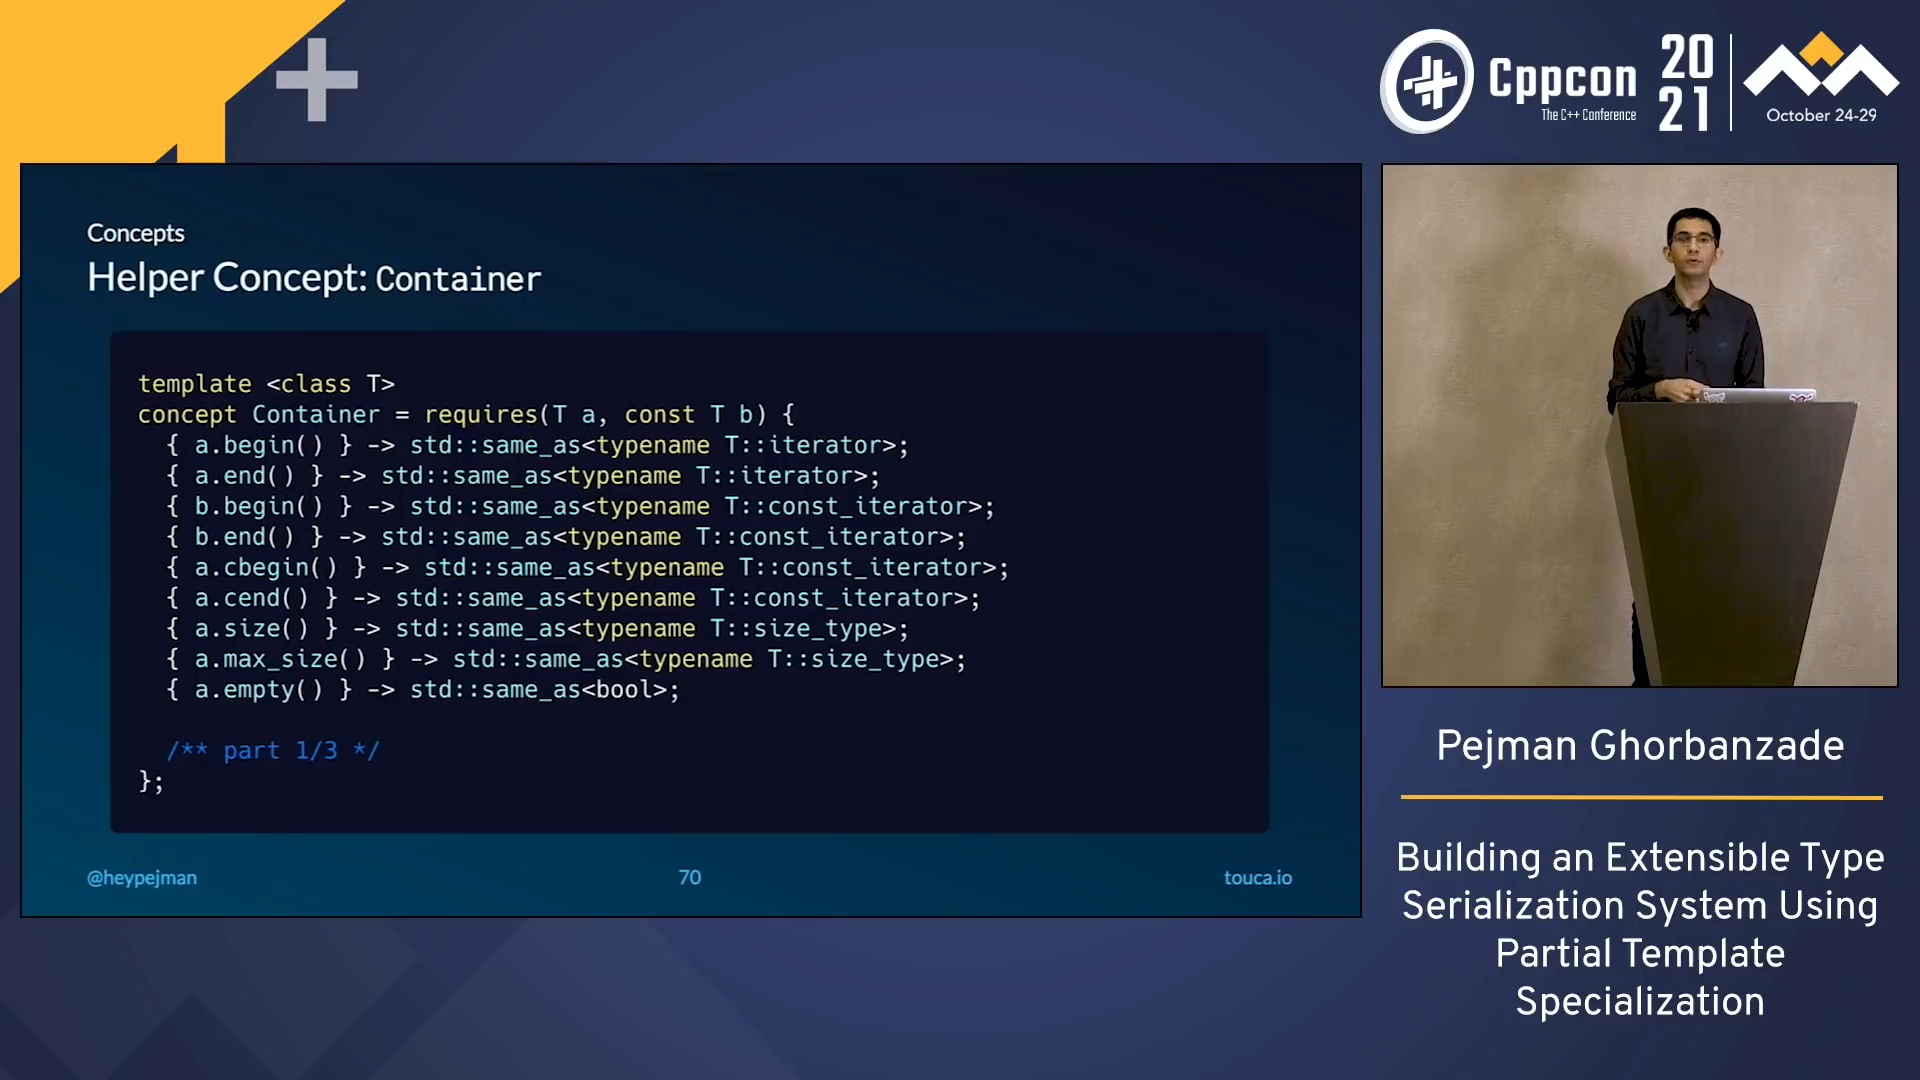 Cppcon
The C++ Conference
20
21
October 24-29
Concepts
Helper Concept: Container
template <class T>
concept Container = requires(T a, const T b) {
  { a.begin() } -> std::same_as<typename T::iterator>;
  { a.end() } -> std::same_as<typename T::iterator>;
  { b.begin() } -> std::same_as<typename T::const_iterator>;
  { b.end() } -> std::same_as<typename T::const_iterator>;
  { a.cbegin() } -> std::same_as<typename T::const_iterator>;
  { a.cend() } -> std::same_as<typename T::const_iterator>;
  { a.size() } -> std::same_as<typename T::size_type>;
  { a.max_size() } -> std::same_as<typename T::size_type>;
  { a.empty() } -> std::same_as<bool>;
  /** part 1/3 */
};
@heypejman
70
touca.io
Pejman Ghorbanzade
Building an Extensible Type
Serialization System Using
Partial Template
Specialization